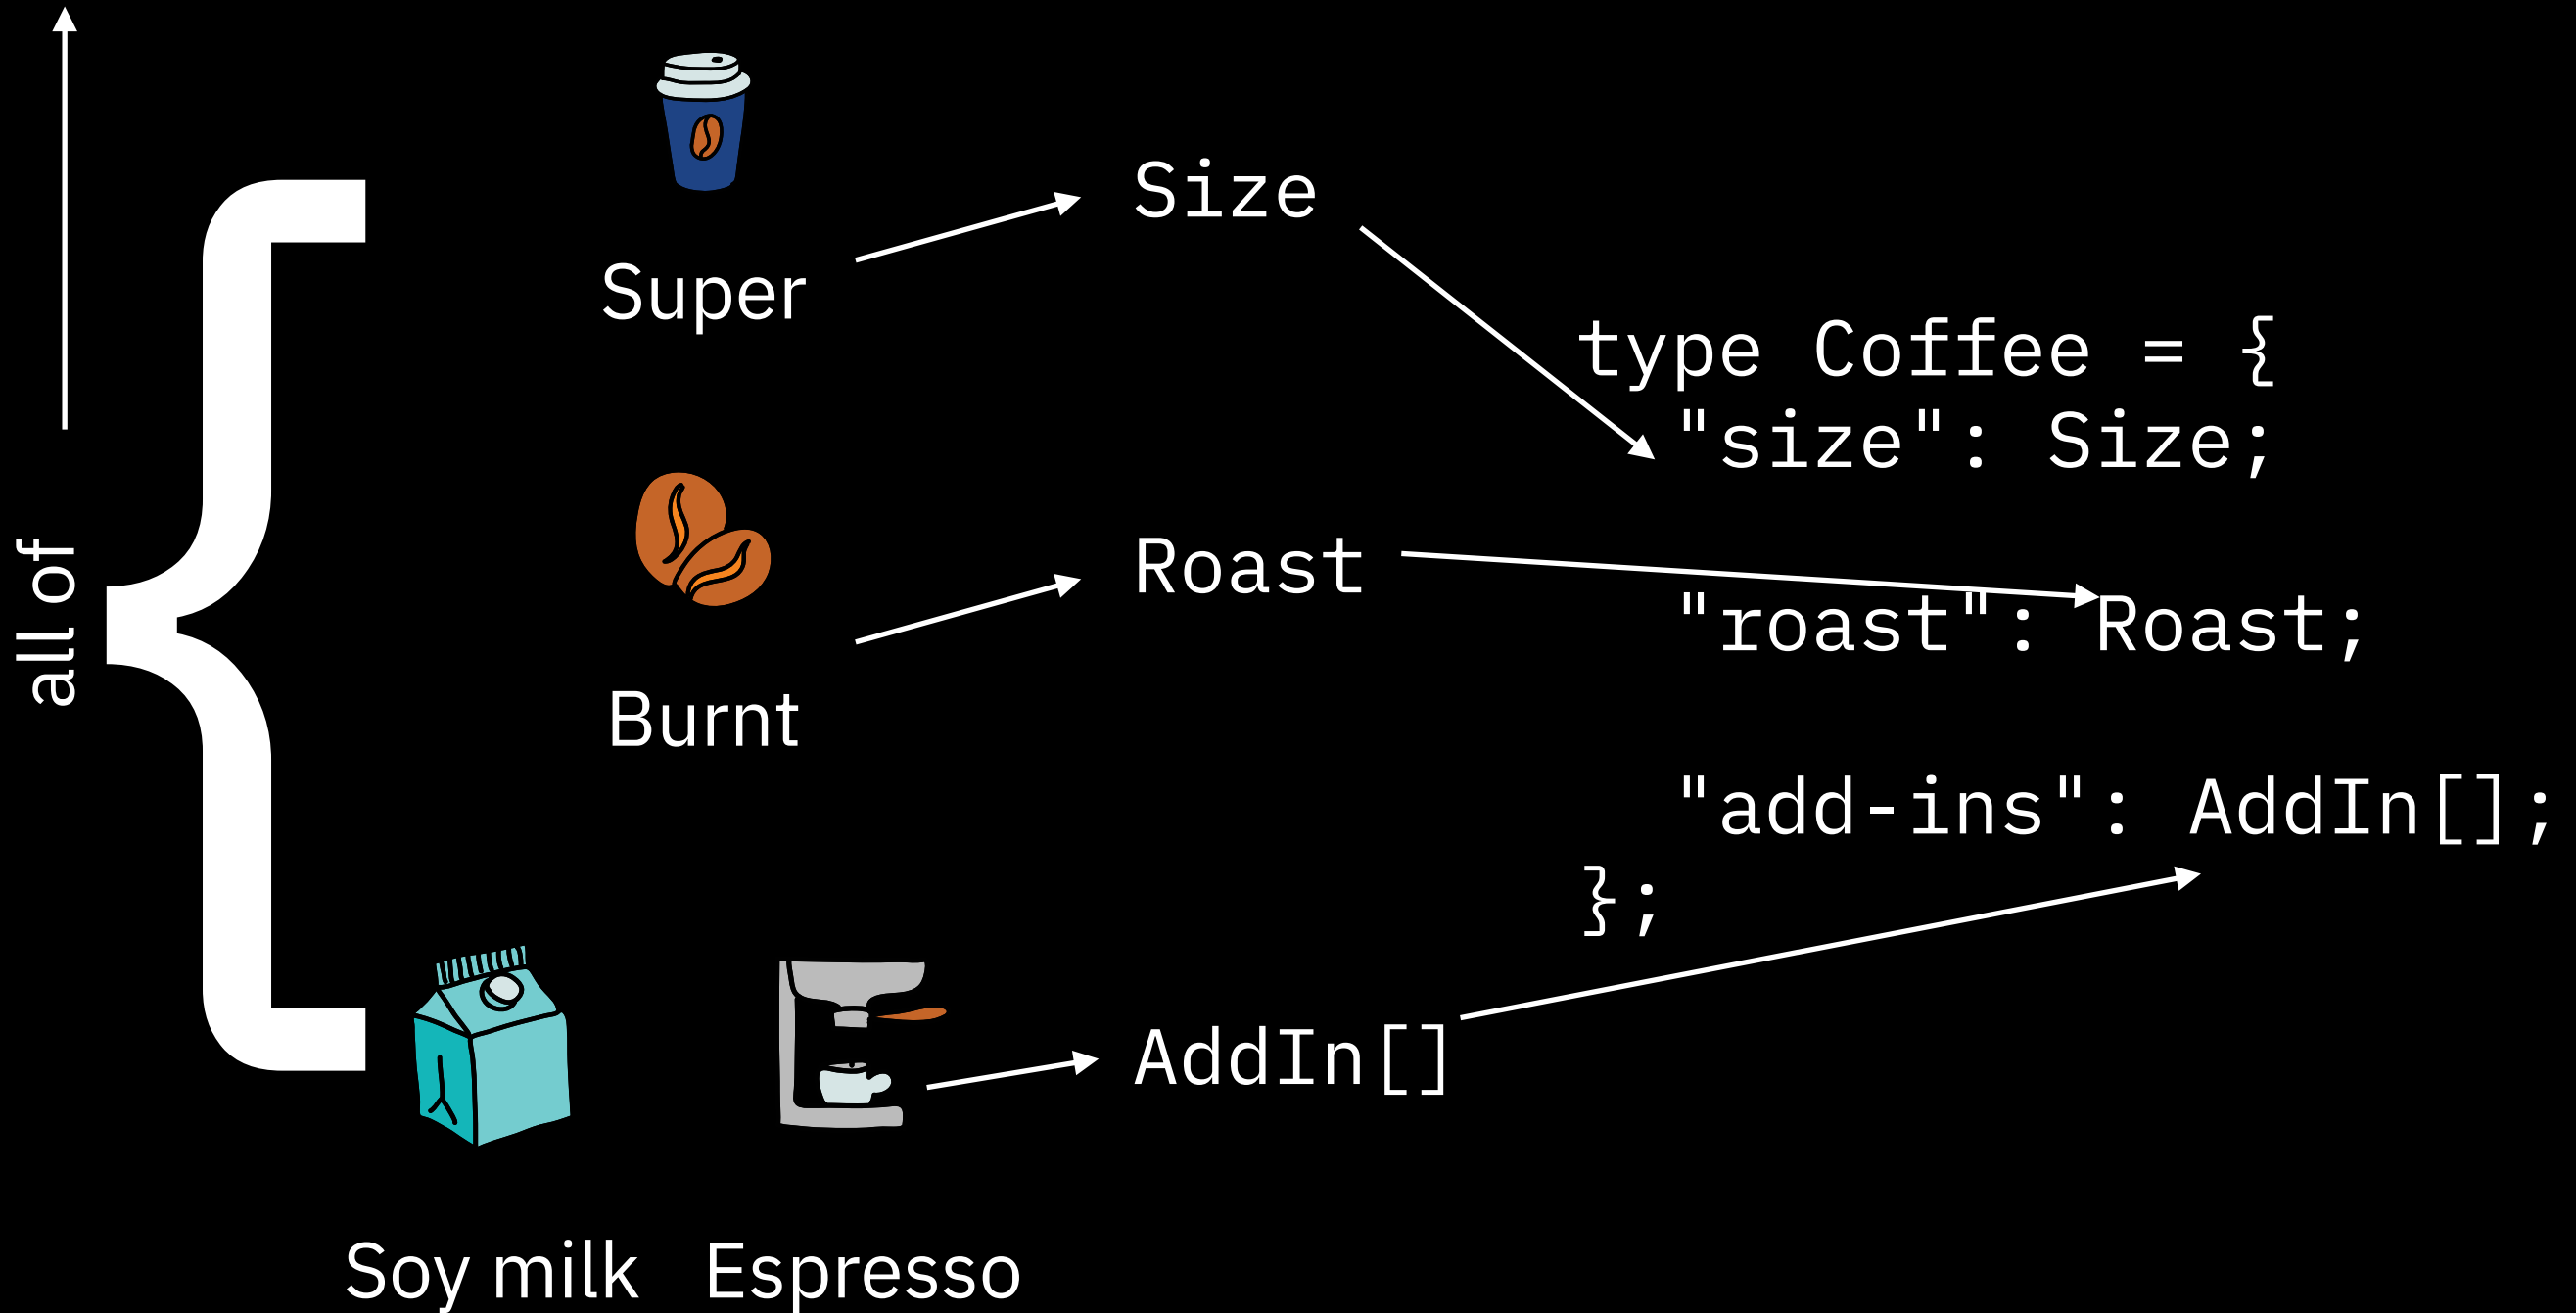 all of
Super
Burnt
Soy milk
Espresso
Size
Roast
AddIn[]
type Coffee = {
"size": Size;
"roast": Roast;
"add-ins": AddIn[];
};